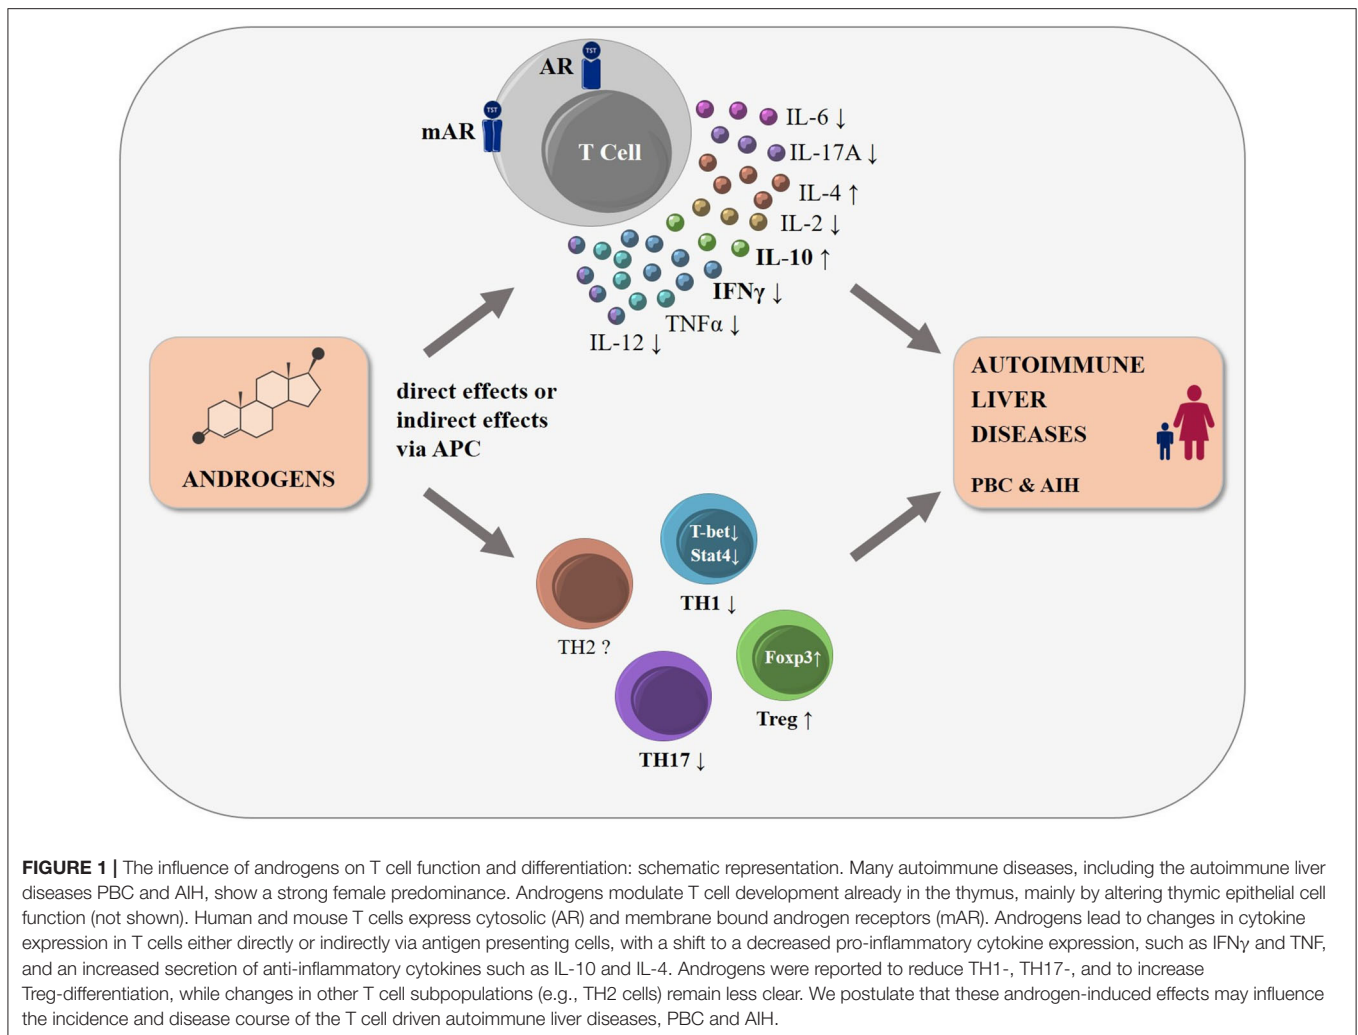 TST
AR
TST
mAR
T Cell
IL-6 ↓
IL-17A ↓
IL-4 ↑
IL-2 ↓
IL-10 ↑
IFNγ ↓
TNFα ↓
IL-12 ↓
ANDROGENS
direct effects or
indirect effects
via APC
AUTOIMMUNE
LIVER
DISEASES
PBC & AIH
T-bet↓
Stat4↓
TH1 ↓
TH2 ?
Foxp3↑
Treg ↑
TH17 ↓
FIGURE 1 | The influence of androgens on T cell function and differentiation: schematic representation. Many autoimmune diseases, including the autoimmune liver
diseases PBC and AIH, show a strong female predominance. Androgens modulate T cell development already in the thymus, mainly by altering thymic epithelial cell
function (not shown). Human and mouse T cells express cytosolic (AR) and membrane bound androgen receptors (mAR). Androgens lead to changes in cytokine
expression in T cells either directly or indirectly via antigen presenting cells, with a shift to a decreased pro-inflammatory cytokine expression, such as IFNγ and TNF,
and an increased secretion of anti-inflammatory cytokines such as IL-10 and IL-4. Androgens were reported to reduce TH1-, TH17-, and to increase
Treg-differentiation, while changes in other T cell subpopulations (e.g., TH2 cells) remain less clear. We postulate that these androgen-induced effects may influence
the incidence and disease course of the T cell driven autoimmune liver diseases, PBC and AIH.